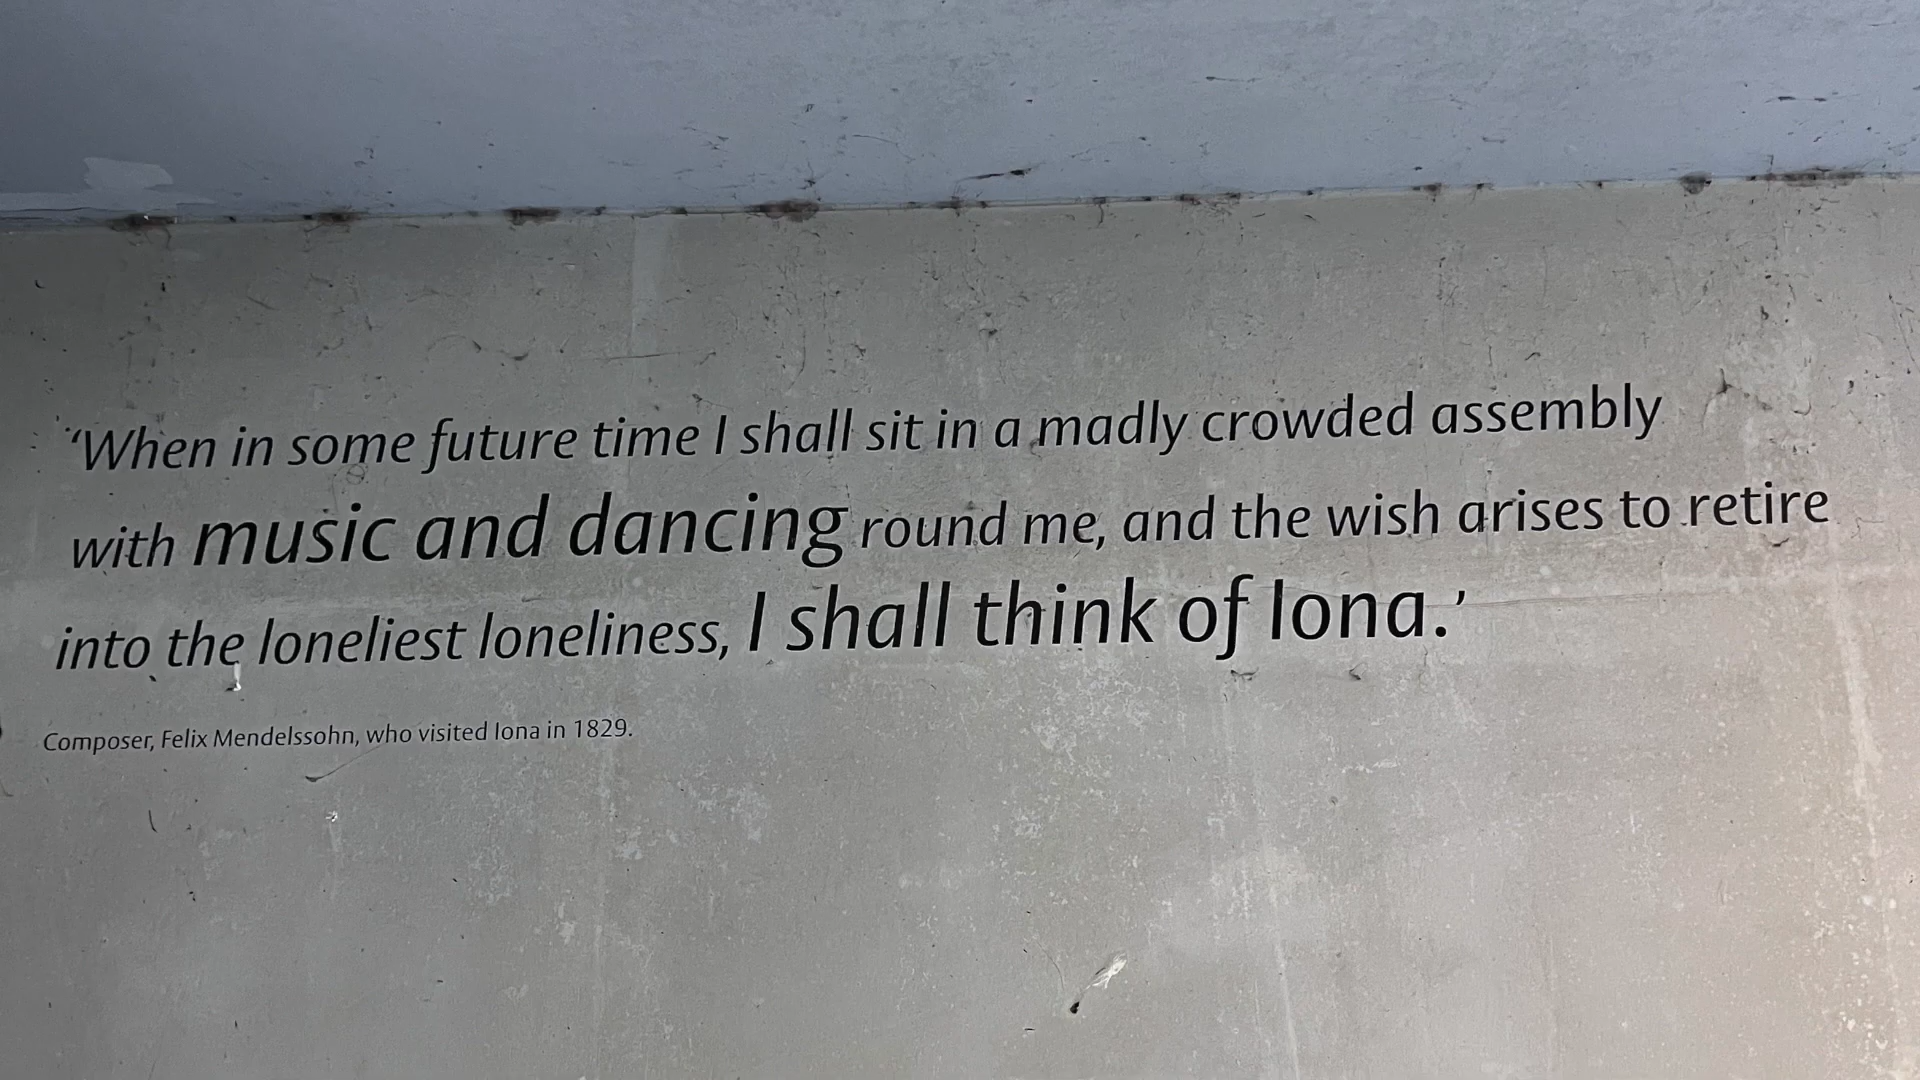 ‘When in some future time I shall sit in a madly crowded assembly
with music and dancing round me, and the wish arises to retire
into the loneliest loneliness, I shall think of Iona.’
Composer, Felix Mendelssohn, who visited Iona in 1829.